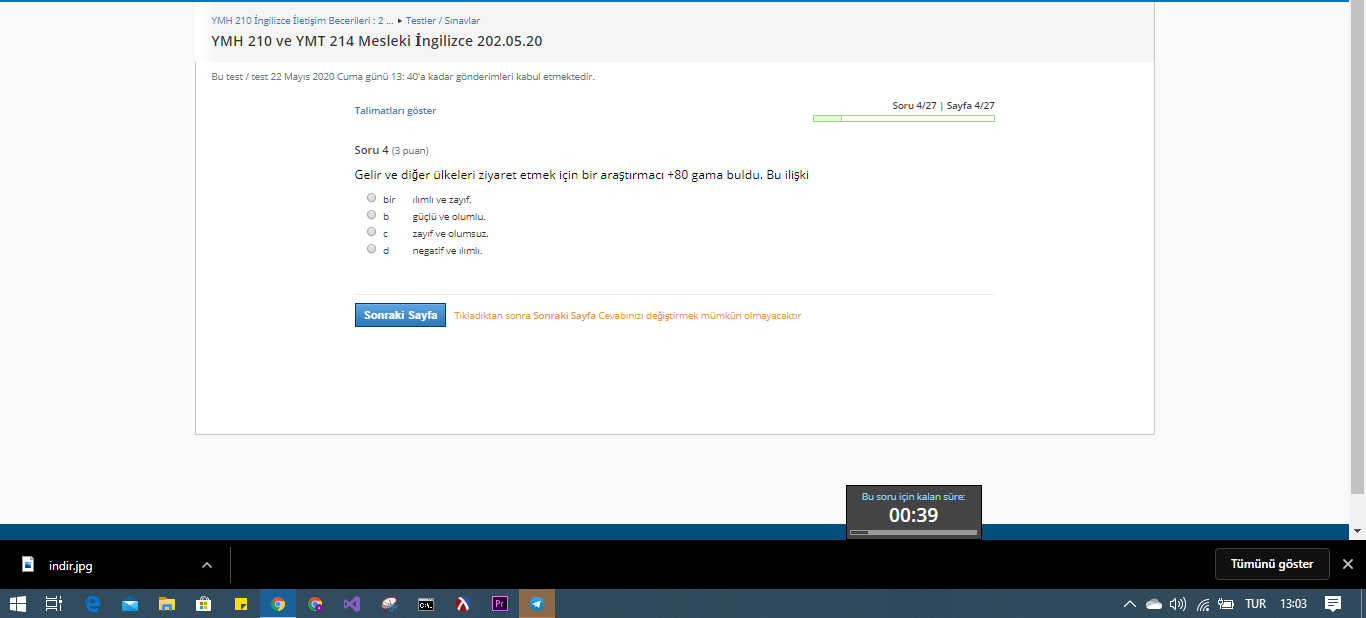 YMH 210 İngilizce İletişim Becerileri : 2 ... ▸ Testler / Sınavlar
YMH 210 ve YMT 214 Mesleki İngilizce 202.05.20
Bu test / test 22 Mayıs 2020 Cuma günü 13: 40'a kadar gönderimleri kabul etmektedir.
Talimatları göster
Soru 4/27 | Sayfa 4/27
Soru 4 (3 puan)
Gelir ve diğer ülkeleri ziyaret etmek için bir araştırmacı +80 gama buldu. Bu ilişki
bir ılımlı ve zayıf.
b güçlü ve olumlu.
c zayıf ve olumsuz.
d negatif ve ılımlı.
Sonraki Sayfa Tıkladıktan sonra Sonraki Sayfa Cevabınızı değiştirmek mümkün olmayacaktır
Bu soru için kalan süre:
00:39
indir.jpg
Tümünü göster
C:\.
Pr
TUR
13:03